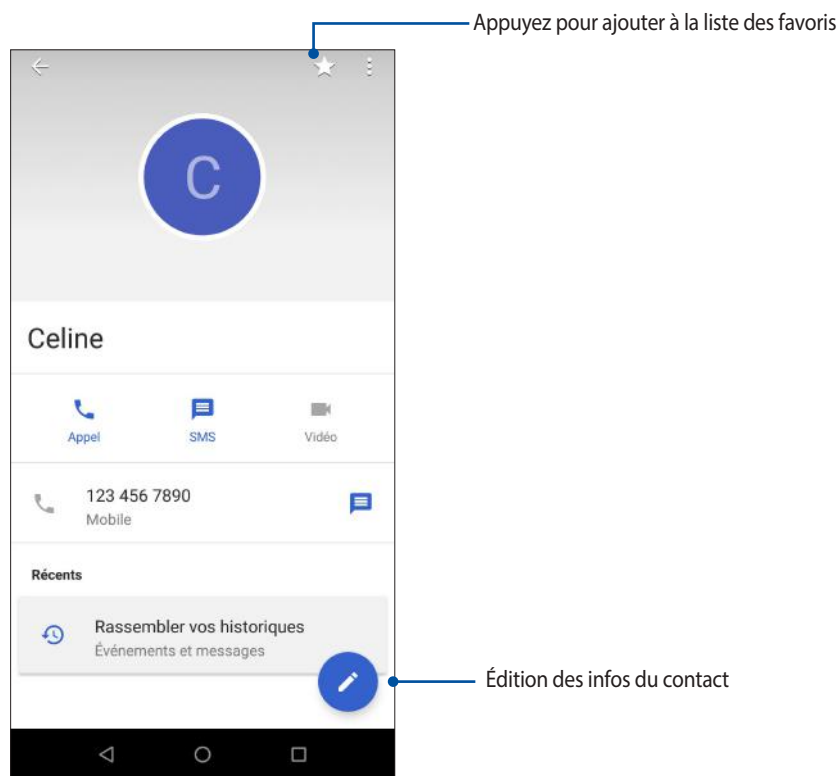 Appuyez pour ajouter à la liste des favoris
C
Celine
Appel SMS Vidéo
123 456 7890
Mobile
Récents
Rassembler vos historiques
Événements et messages
Édition des infos du contact